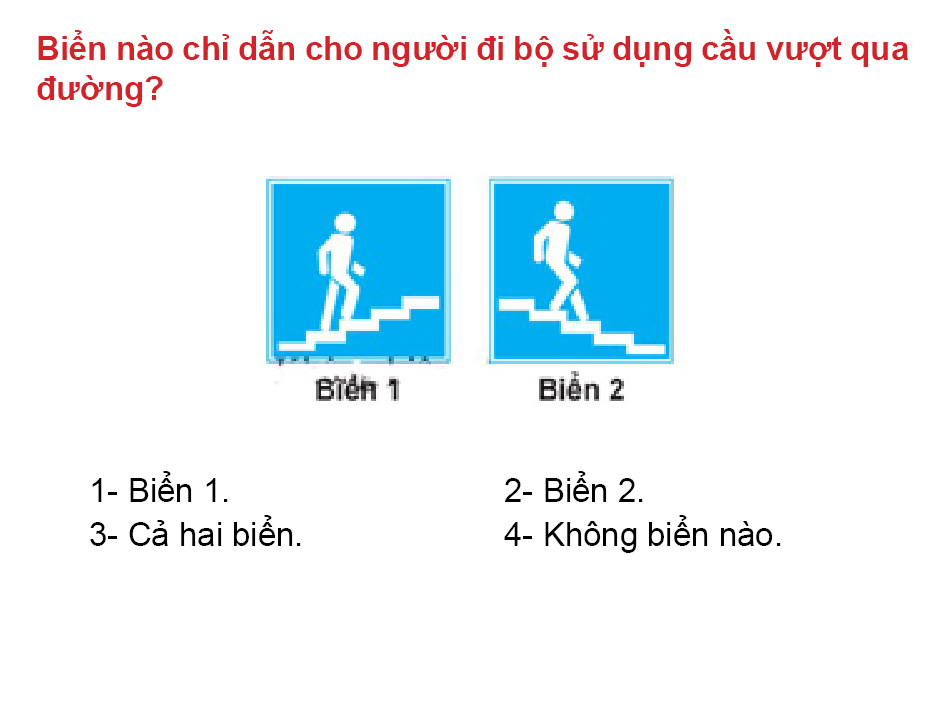 Biển nào chỉ dẫn cho người đi bộ sử dụng cầu vượt qua
đường?
Biển 1
Biển 2
1- Biển 1.
2- Biển 2.
3- Cả hai biển.
4- Không biển nào.